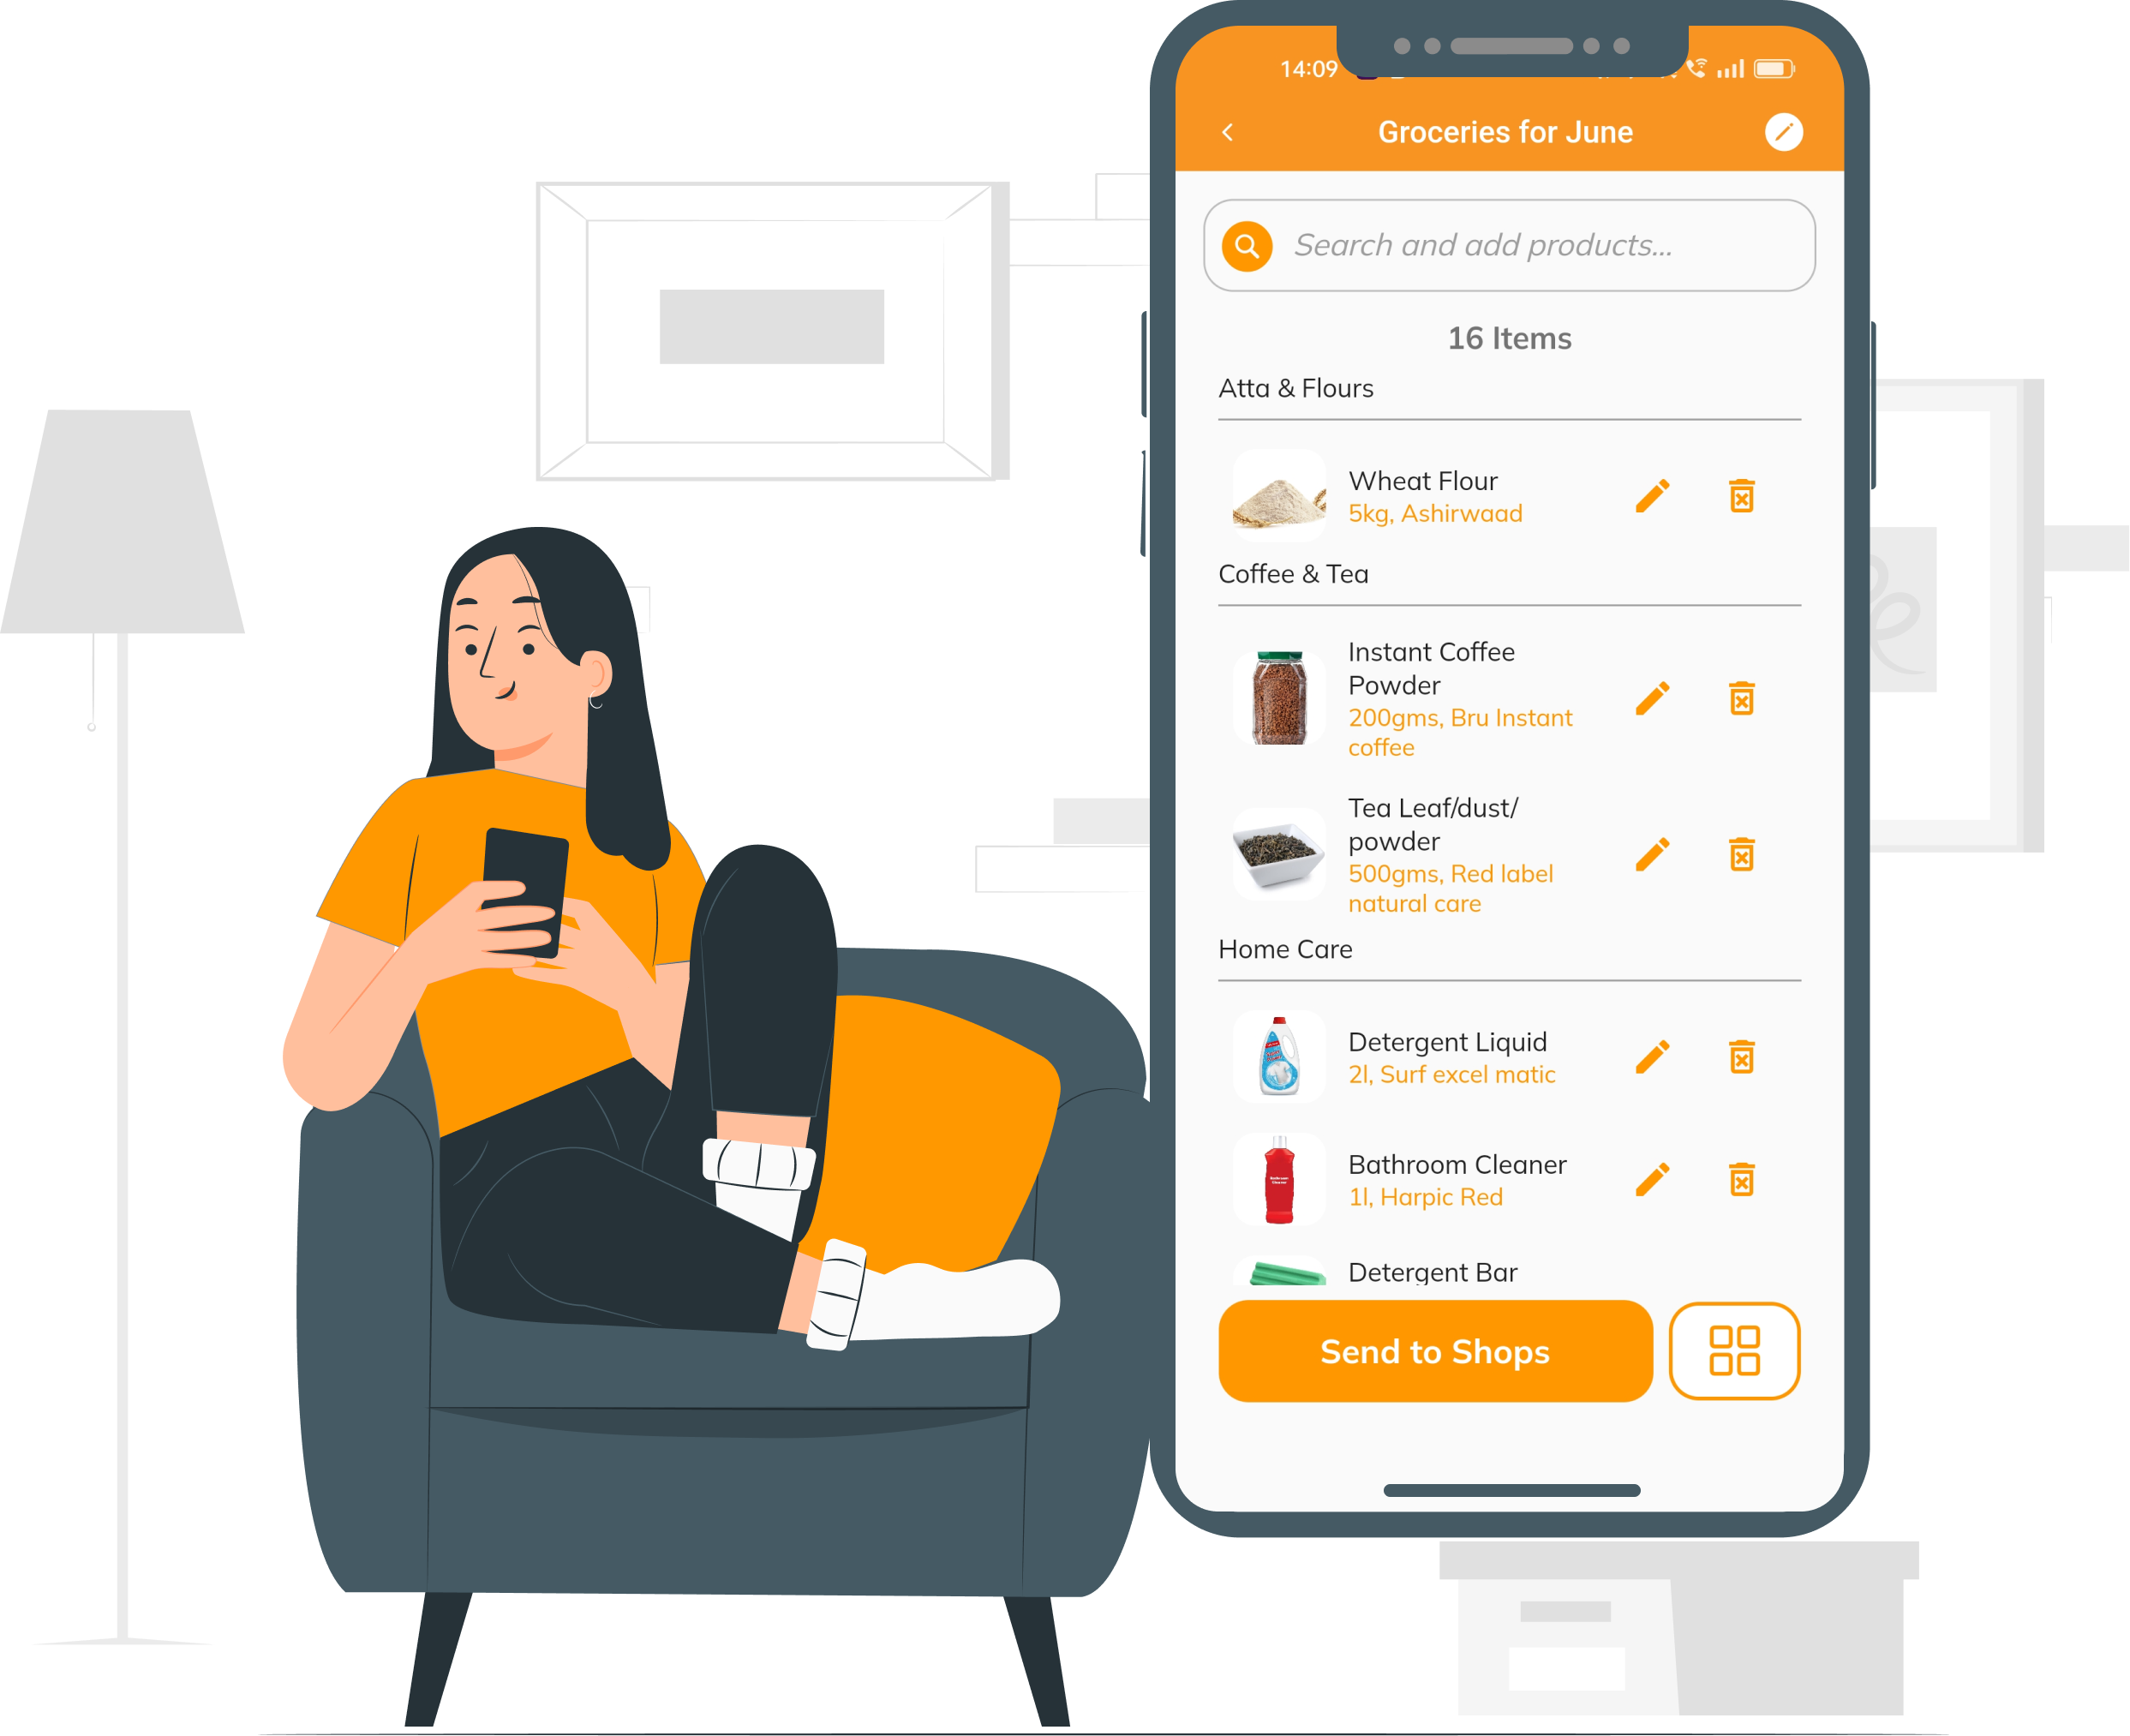 14:09
Groceries for June
Search and add products...
16 Items
Atta & Flours
Wheat Flour
5kg, Ashirwaad
Coffee & Tea
Instant Coffee
Powder
200gms, Bru Instant
coffee
Tea Leaf/dust/
powder
500gms, Red label
natural care
Home Care
Detergent Liquid
2l, Surf excel matic
Bathroom Cleaner
1l, Harpic Red
Detergent Bar
Send to Shops